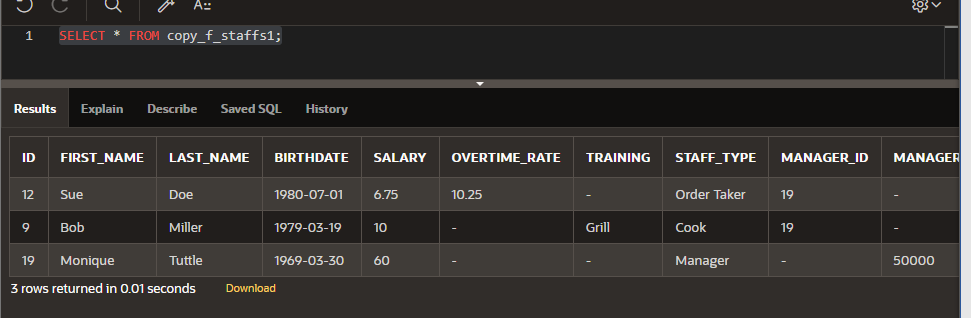 A::
1 SELECT * FROM copy_f_staffs1;
Results Explain Describe Saved SQL History
ID FIRST_NAME LAST_NAME BIRTHDATE SALARY OVERTIME_RATE TRAINING STAFF_TYPE MANAGER_ID MANAGER
12 Sue Doe 1980-07-01 6.75 10.25 - Order Taker 19 -
9 Bob Miller 1979-03-19 10 - Grill Cook 19 -
19 Monique Tuttle 1969-03-30 60 - - Manager - 50000
3 rows returned in 0.01 seconds Download